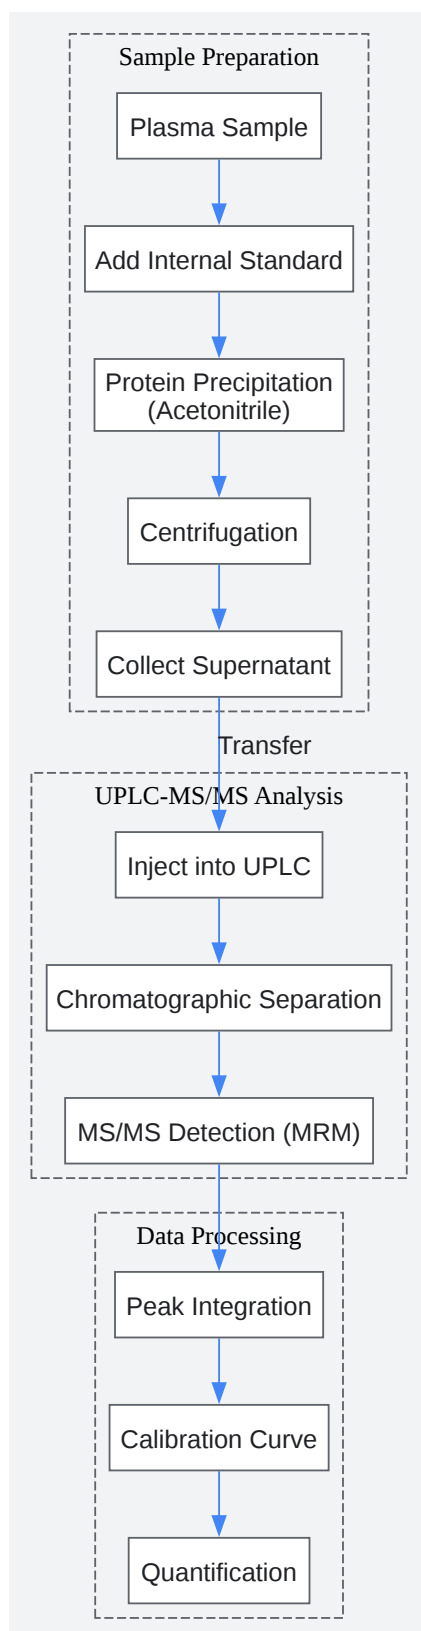 Sample Preparation
Plasma Sample
Add Internal Standard
Protein Precipitation
(Acetonitrile)
Centrifugation
Collect Supernatant
Transfer
UPLC-MS/MS Analysis
Inject into UPLC
Chromatographic Separation
MS/MS Detection (MRM)
Data Processing
Peak Integration
Calibration Curve
Quantification